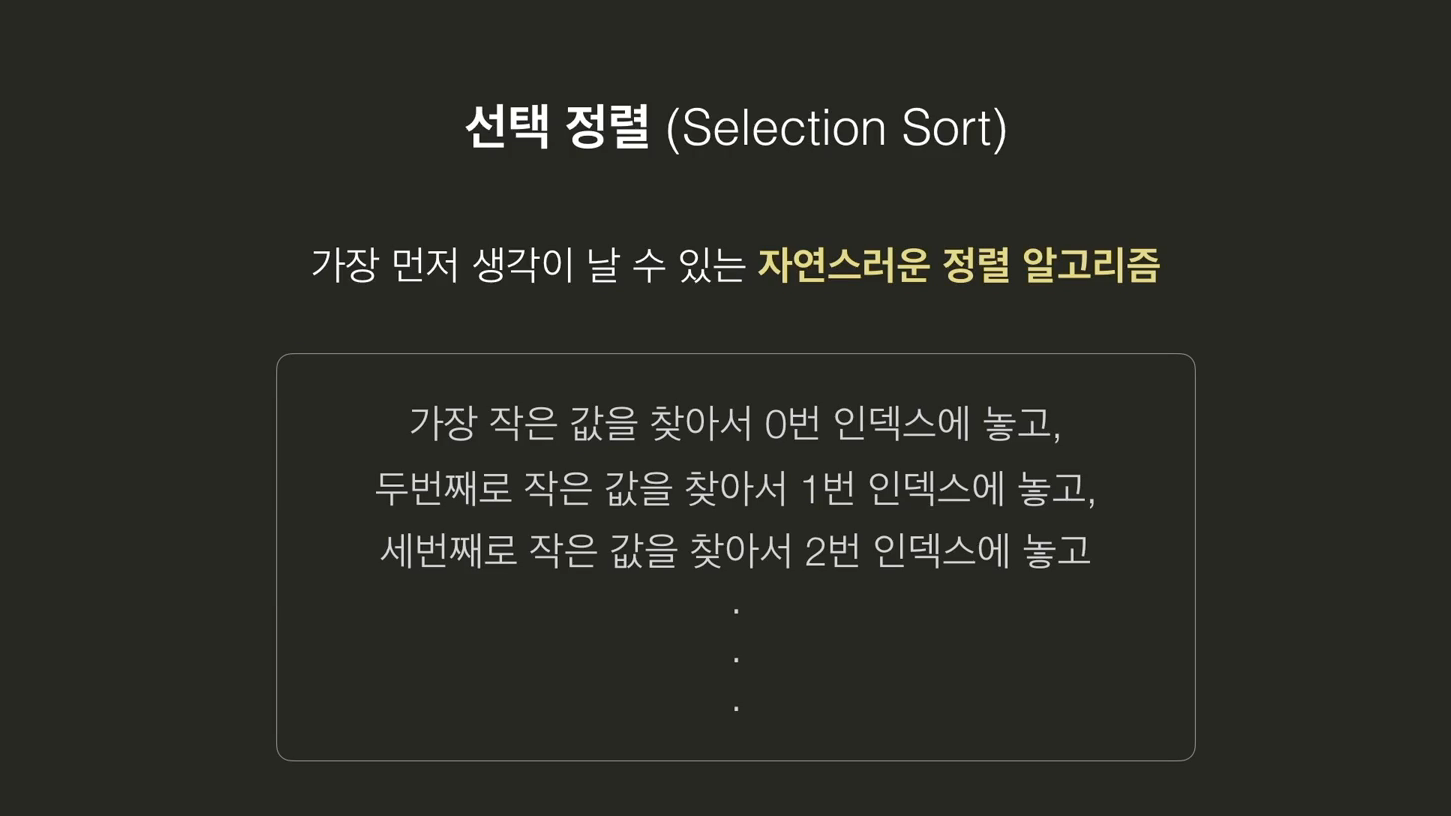 선택 정렬 (Selection Sort)
가장 먼저 생각이 날 수 있는 자연스러운 정렬 알고리즘
가장 작은 값을 찾아서 0번 인덱스에 놓고,
두번째로 작은 값을 찾아서 1번 인덱스에 놓고,
세번째로 작은 값을 찾아서 2번 인덱스에 놓고
.
.
.